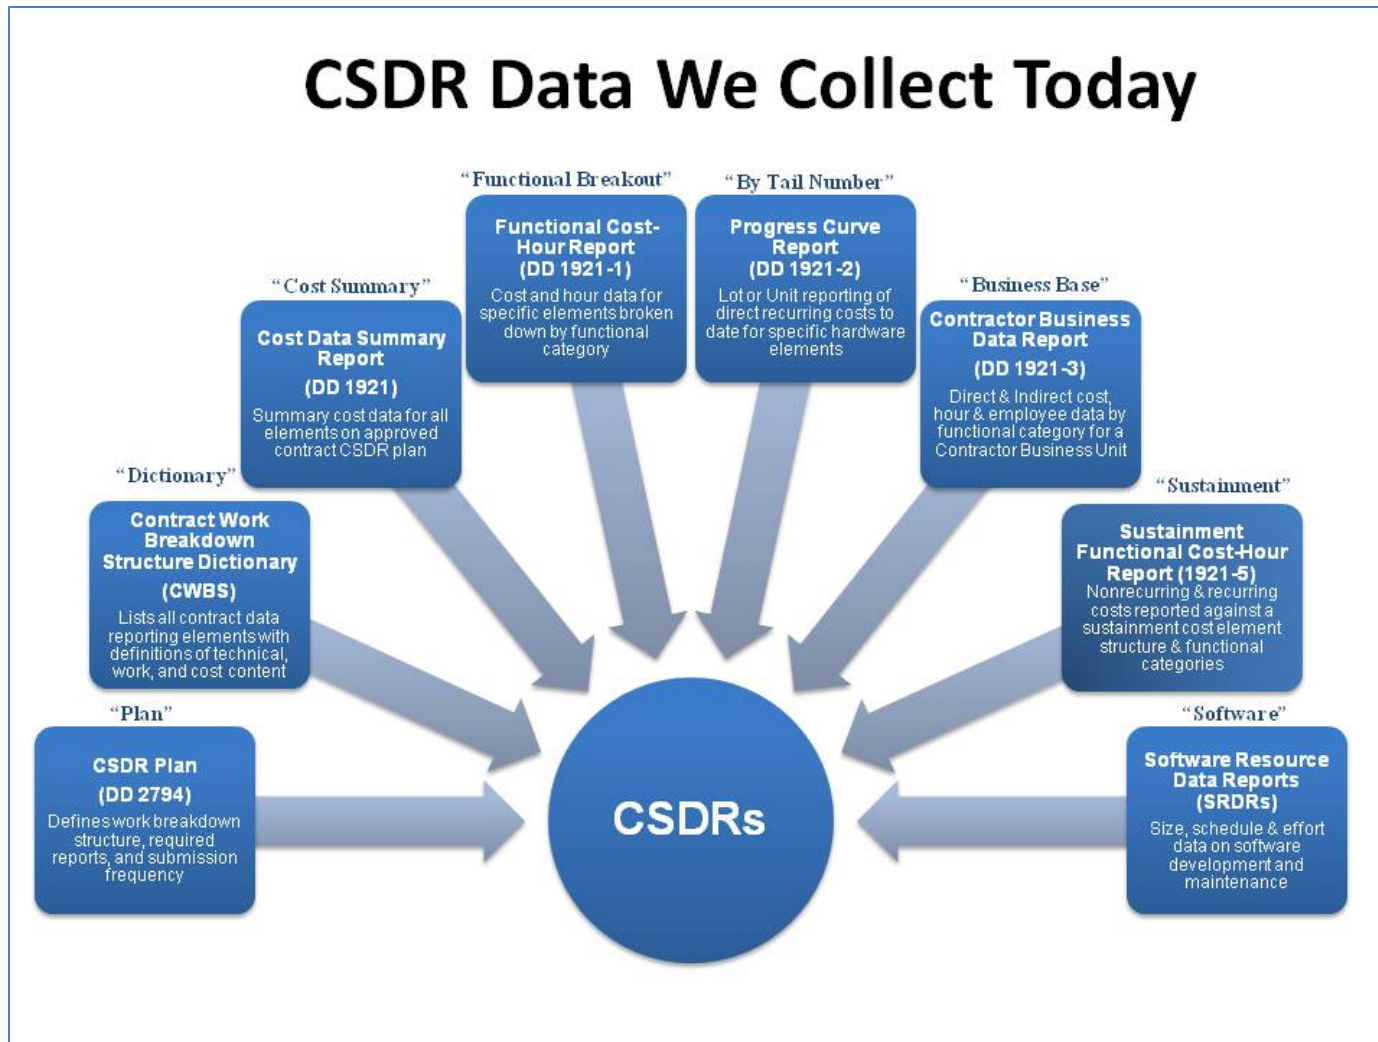 CSDR Data We Collect Today
“Functional Breakout”
Functional Cost-
Hour Report
(DD 1921-1)
Cost and hour data for
specific elements broken
down by functional
category
“By Tail Number”
Progress Curve
Report
(DD 1921-2)
Lot or Unit reporting of
direct recurring costs to
date for specific hardware
elements
“Cost Summary”
Cost Data Summary
Report
(DD 1921)
Summary cost data for all
elements on approved
contract CSDR plan
“Business Base”
Contractor Business
Data Report
(DD 1921-3)
Direct & Indirect cost,
hour & employee data by
functional category for a
Contractor Business Unit
“Dictionary”
Contract Work
Breakdown
Structure Dictionary
(CWBS)
Lists all contract data
reporting elements with
definitions of technical,
work, and cost content
“Sustainment”
Sustainment
Functional Cost-Hour
Report (1921-5)
Nonrecurring & recurring
costs reported against a
sustainment cost element
structure & functional
categories
“Plan”
CSDR Plan
(DD 2794)
Defines work breakdown
structure, required
reports, and submission
frequency
CSDRs
“Software”
Software Resource
Data Reports
(SRDRs)
Size, schedule & effort
data on software
development and
maintenance